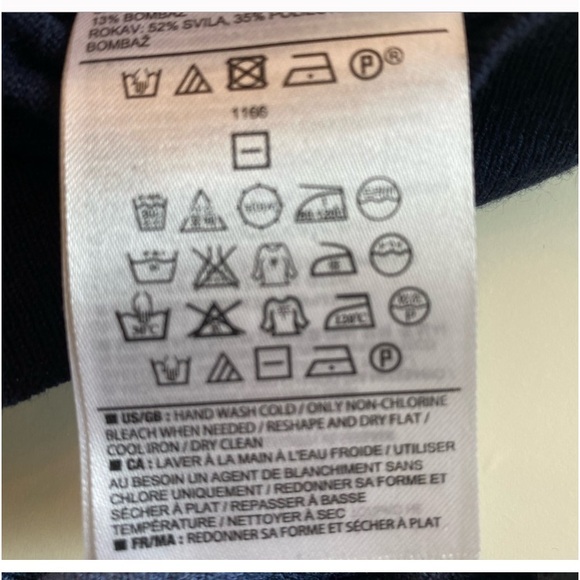 13% BOMBAŽ
ROKAV: 52% SVILA, 35%
BOMBAŽ
P®
1166
P
30°C
P
P
■ US/GB : HAND WASH COLD / ONLY NON-CHLORINE
BLEACH WHEN NEEDED / RESHAPE AND DRY FLAT /
COOL IRON / DRY CLEAN
■ CA : LAVER À LA MAIN À L'EAU FROIDE / UTILISER
AU BESOIN UN AGENT DE BLANCHIMENT SANS
CHLORE UNIQUEMENT / REDONNER SA FORME ET
SÉCHER À PLAT / REPASSER À BASSE
TEMPÉRATURE / NETTOYER À SEC
■ FR/MA : REDONNER SA FORME ET SÉCHER À PLAT